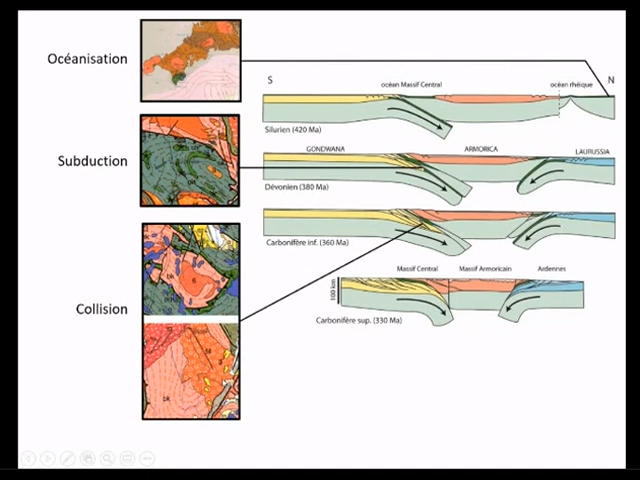 Océanisation
S
N
océan Massif Central
océan rhéique
Silurien (420 Ma)
Subduction
GONDWANA
ARMORICA
LAURUSSIA
Dévonien (380 Ma)
Carbonifère inf. (360 Ma)
Collision
Massif Central
Massif Armoricain
Ardennes
100 km
Carbonifère sup. (330 Ma)